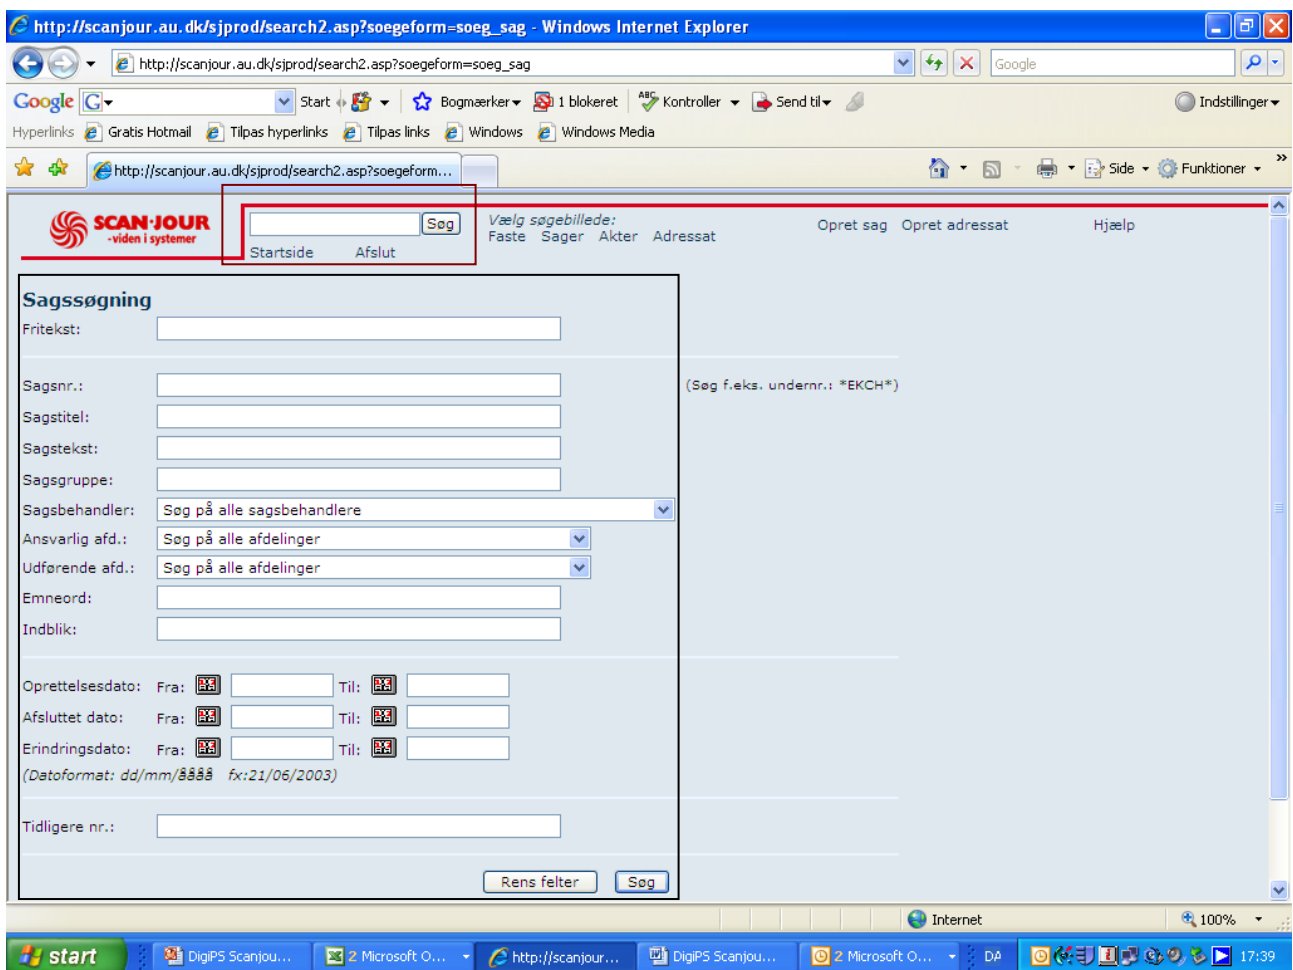 http://scanjour.au.dk/sjprod/search2.asp?soegeform=soeg_sag - Windows Internet Explorer
http://scanjour.au.dk/sjprod/search2.asp?soegeform=soeg_sag
Google
Google G Start Bogmærker 1 blokeret ABC Kontroller Send til Indstillinger
Hyperlinks Gratis Hotmail Tilpas hyperlinks Tilpas links Windows Windows Media
http://scanjour.au.dk/sjprod/search2.asp?soegeform... Side Funktioner »
SCAN·JOUR
-viden i systemer
Søg
Startside Afslut
Vælg søgebillede:
Faste Sager Akter Adressat
Opret sag Opret adressat Hjælp
Sagssøgning
Fritekst:
Sagsnr.: (Søg f.eks. undernr.: *EKCH*)
Sagstitel:
Sagstekst:
Sagsgruppe:
Sagsbehandler: Søg på alle sagsbehandlere
Ansvarlig afd.: Søg på alle afdelinger
Udførende afd.: Søg på alle afdelinger
Emneord:
Indblik:
Oprettelsesdato: Fra: Til:
Afsluttet dato: Fra: Til:
Erindringsdato: Fra: Til:
(Datoformat: dd/mm/åååå fx:21/06/2003)
Tidligere nr.:
Rens felter Søg
Internet 100%
start DigiPS Scanjou... 2 Microsoft O... http://scanjour... DigiPS Scanjou... 2 Microsoft O... DA 17:39